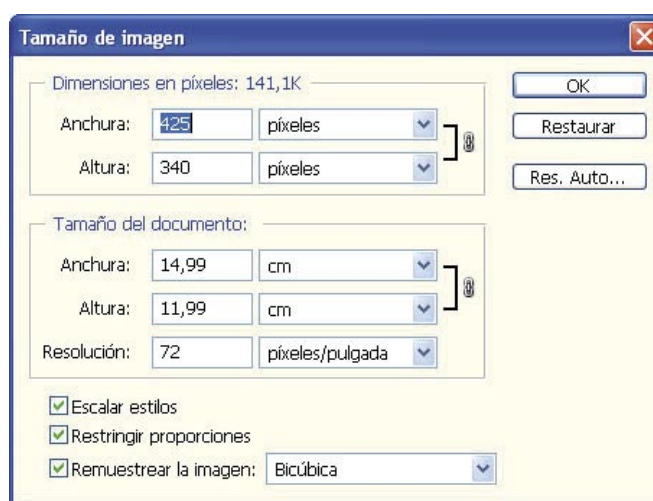 Tamaño de imagen
Dimensiones en píxeles: 141,1K
OK
Anchura: 425 píxeles
Restaurar
Altura: 340 píxeles
Res. Auto...
Tamaño del documento:
Anchura: 14,99 cm
Altura: 11,99 cm
Resolución: 72 píxeles/pulgada
Escalar estilos
Restringir proporciones
Remuestrear la imagen: Bicúbica